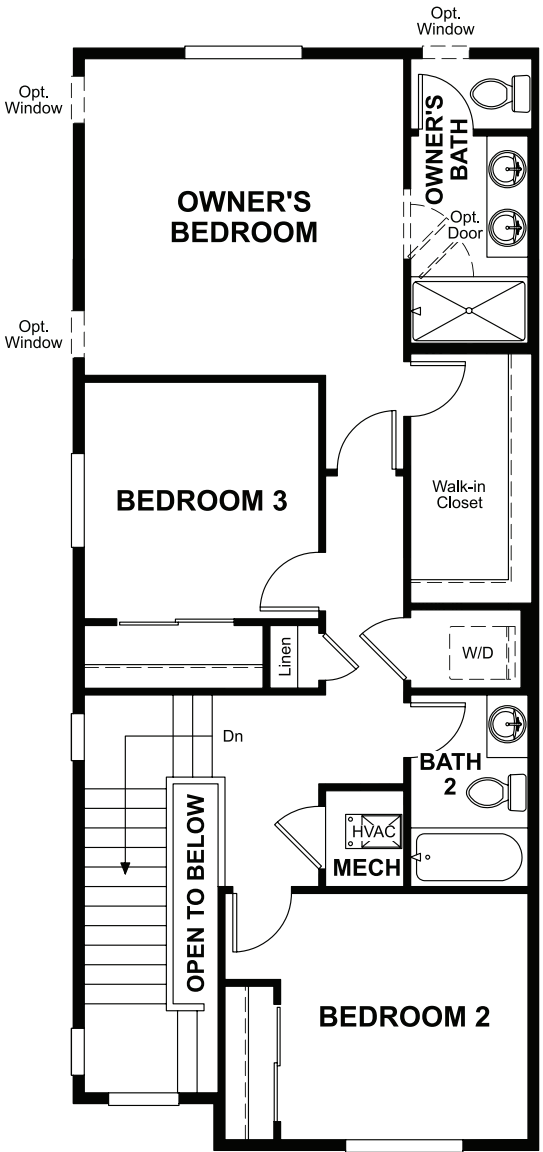 Opt.
Window
Opt.
Window
OWNER'S
BATH
OWNER'S
BEDROOM
Opt.
Door
Opt.
Window
BEDROOM 3
Walk-in
Closet
Linen
W/D
Dn
BATH
2
OPEN TO BELOW
HVAC
MECH
BEDROOM 2